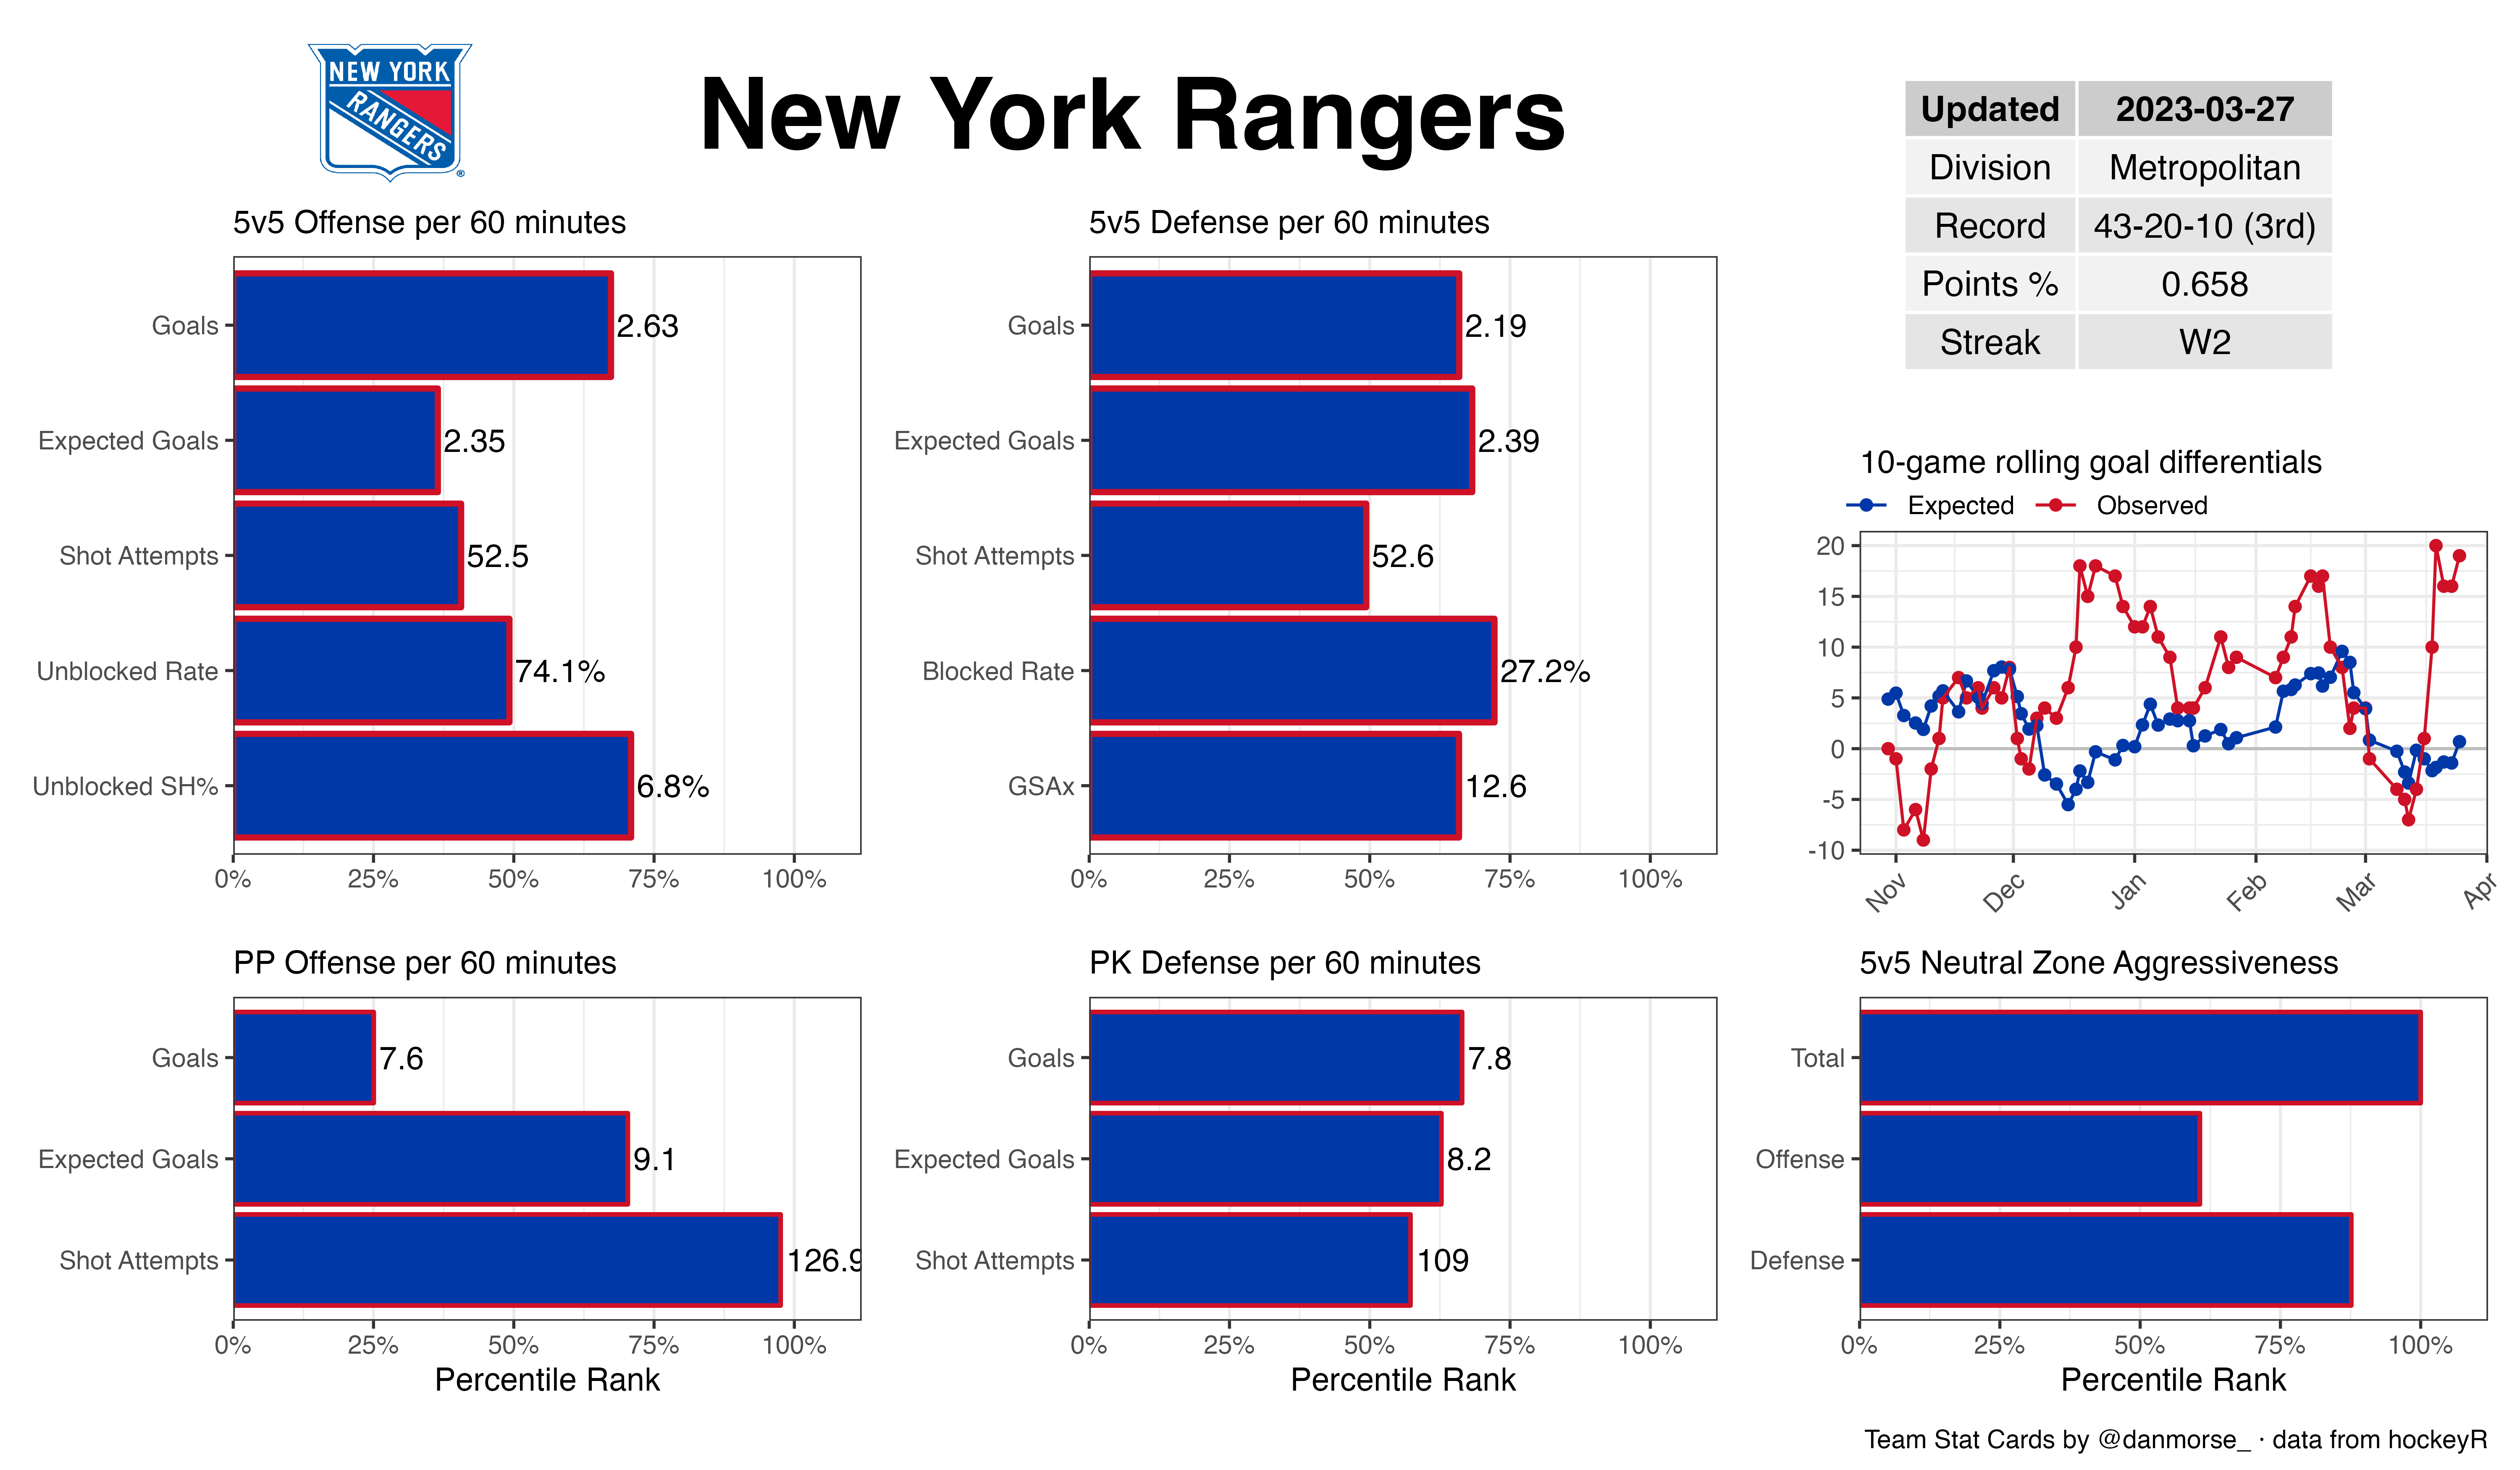 NEW YORK
RANGERS
®
New York Rangers
Updated 2023-03-27
Division Metropolitan
Record 43-20-10 (3rd)
Points % 0.658
Streak W2
5v5 Offense per 60 minutes
Goals 2.63
Expected Goals 2.35
Shot Attempts 52.5
Unblocked Rate 74.1%
Unblocked SH% 6.8%
0% 25% 50% 75% 100%
5v5 Defense per 60 minutes
Goals 2.19
Expected Goals 2.39
Shot Attempts 52.6
Blocked Rate 27.2%
GSAx 12.6
0% 25% 50% 75% 100%
10-game rolling goal differentials
Expected Observed
20
15
10
5
0
-5
-10
Nov Dec Jan Feb Mar Apr
PP Offense per 60 minutes
Goals 7.6
Expected Goals 9.1
Shot Attempts 126.9
0% 25% 50% 75% 100%
Percentile Rank
PK Defense per 60 minutes
Goals 7.8
Expected Goals 8.2
Shot Attempts 109
0% 25% 50% 75% 100%
Percentile Rank
5v5 Neutral Zone Aggressiveness
Total
Offense
Defense
0% 25% 50% 75% 100%
Percentile Rank
Team Stat Cards by @danmorse_ · data from hockeyR